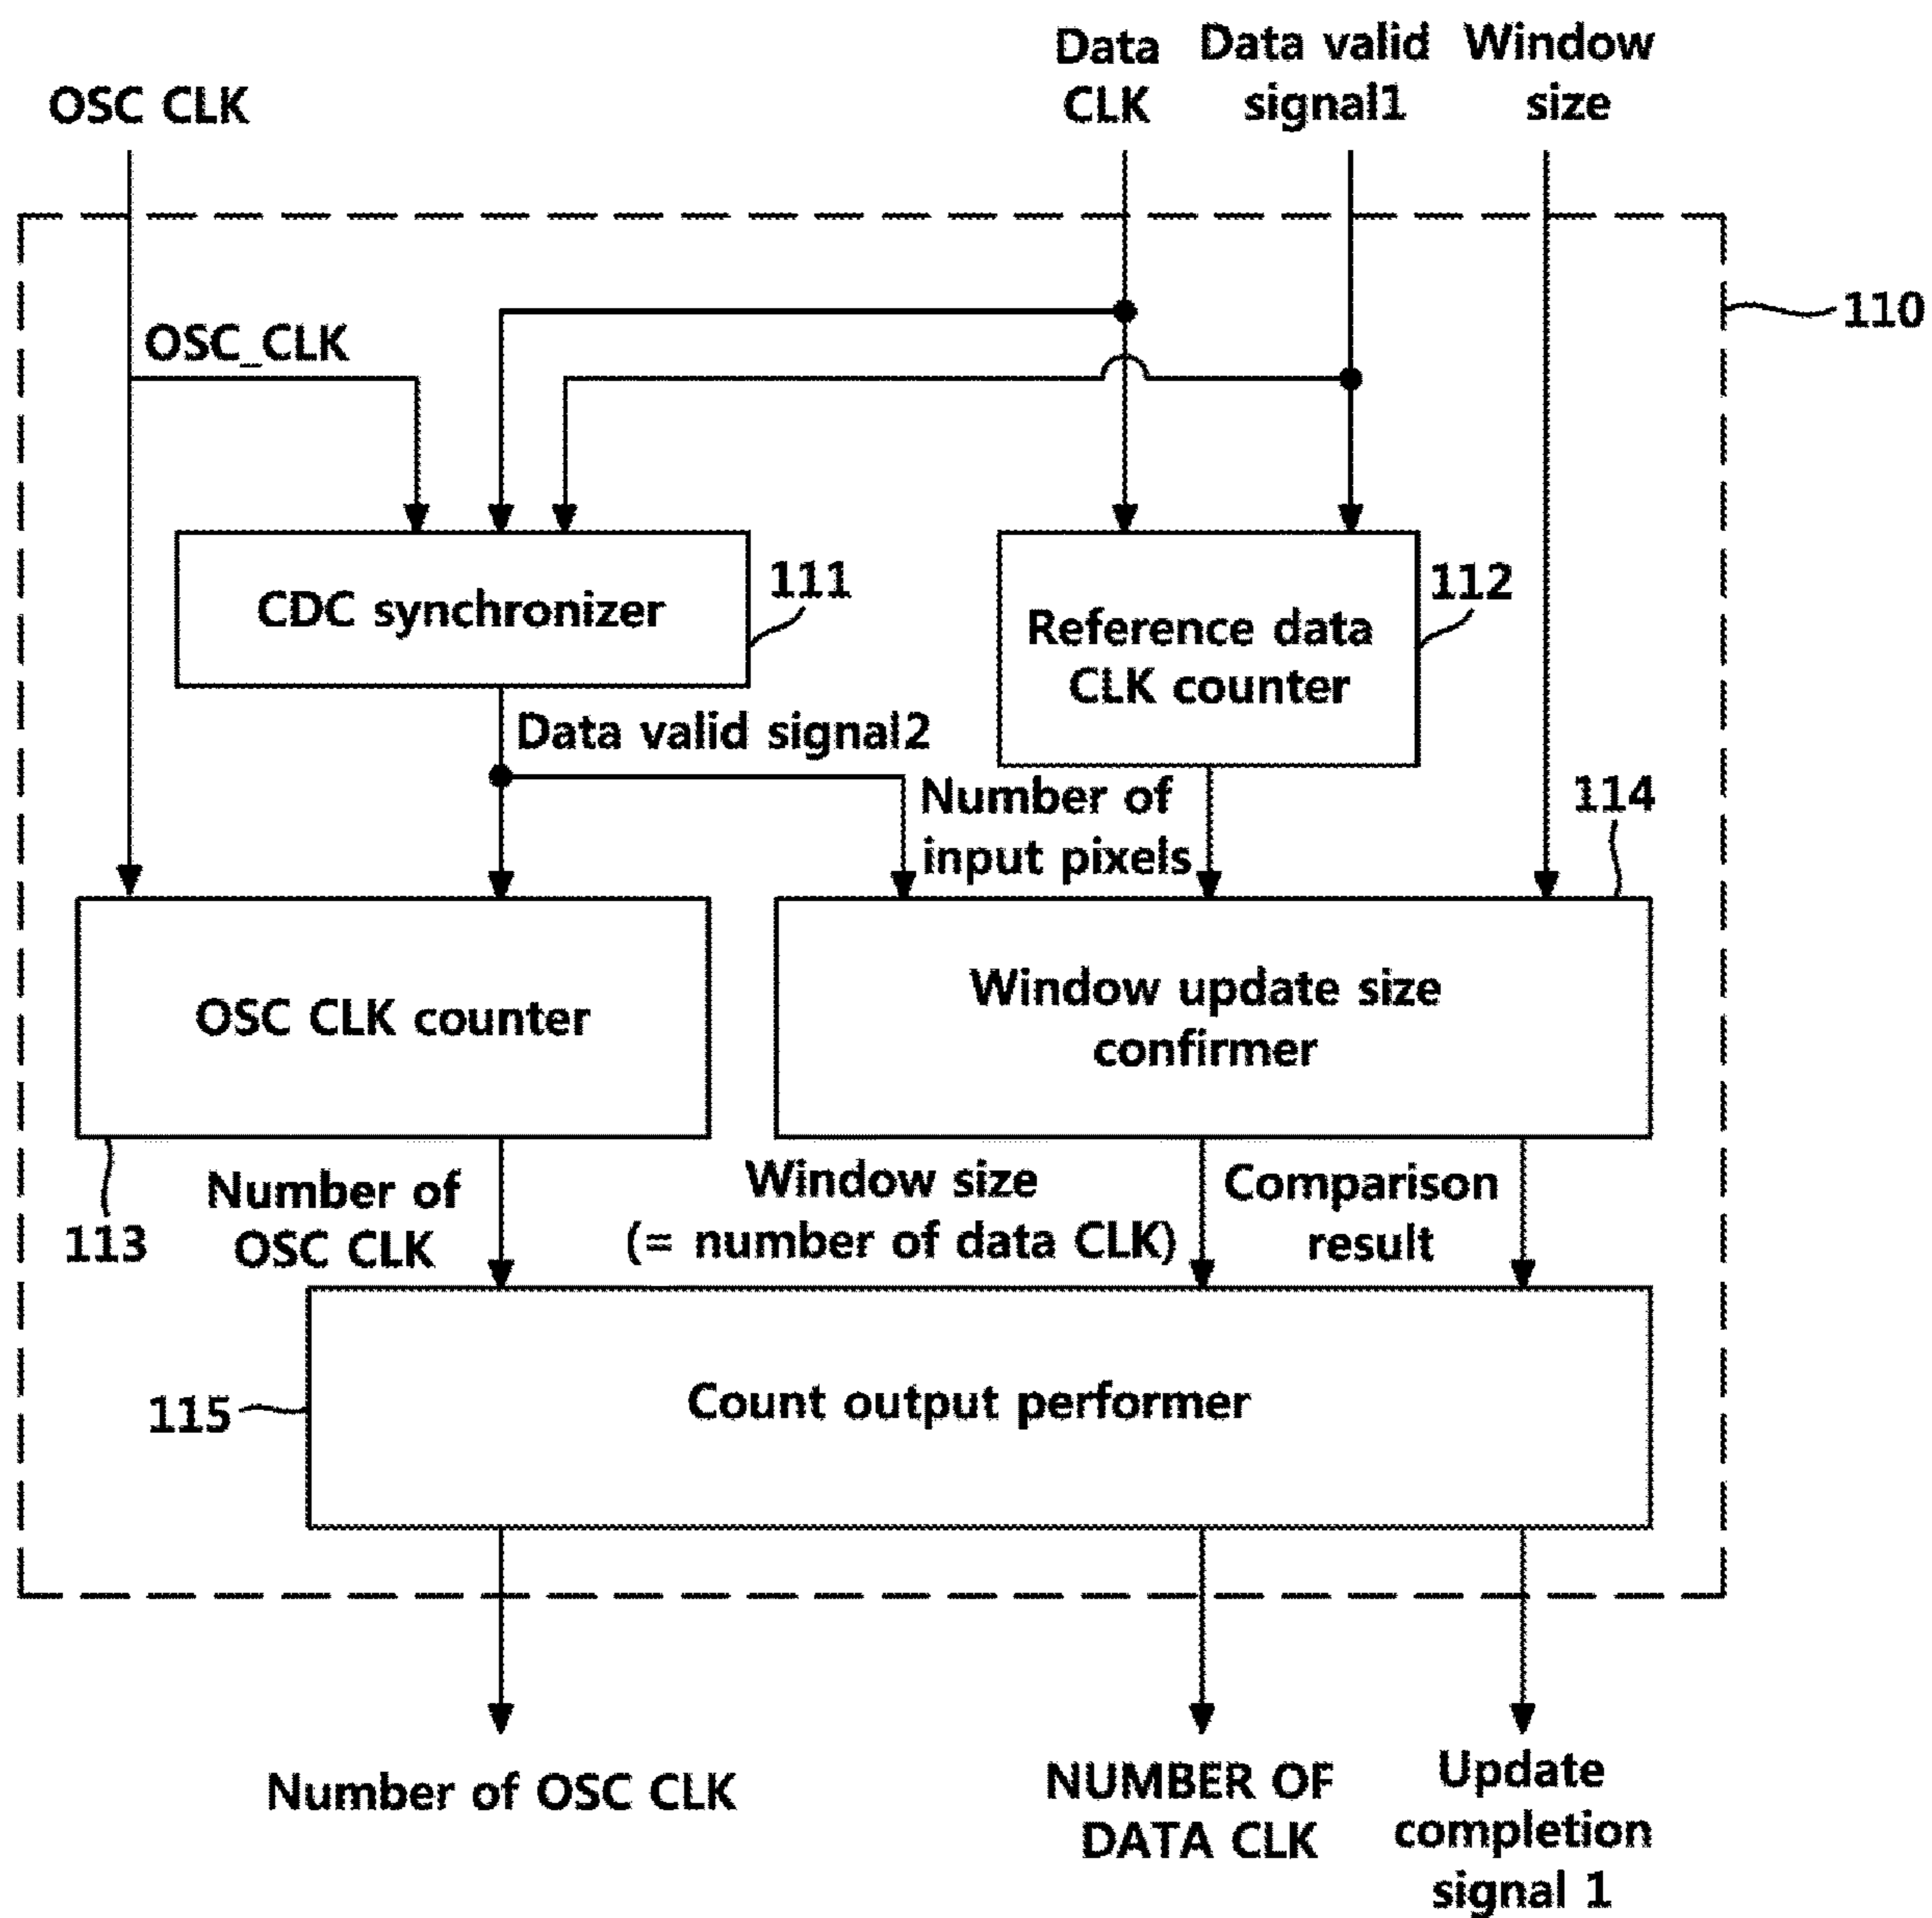 OSC CLK
Data
CLK
Data valid
signal1
Window
size
110
OSC_CLK
CDC synchronizer
111
Reference data
CLK counter
112
Data valid signal2
Number of
input pixels
114
OSC CLK counter
Window update size
confirmer
113
Number of
OSC CLK
Window size
(= number of data CLK)
Comparison
result
Count output performer
115
Number of OSC CLK
NUMBER OF
DATA CLK
Update
completion
signal 1